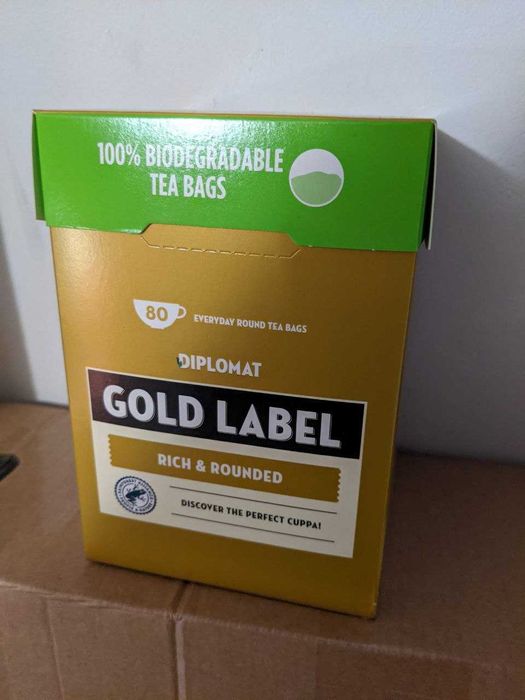 100% BIODEGRADABLE
TEA BAGS
80
EVERYDAY ROUND TEA BAGS
DIPLOMAT
GOLD LABEL
RICH & ROUNDED
DISCOVER THE PERFECT CUPPA!